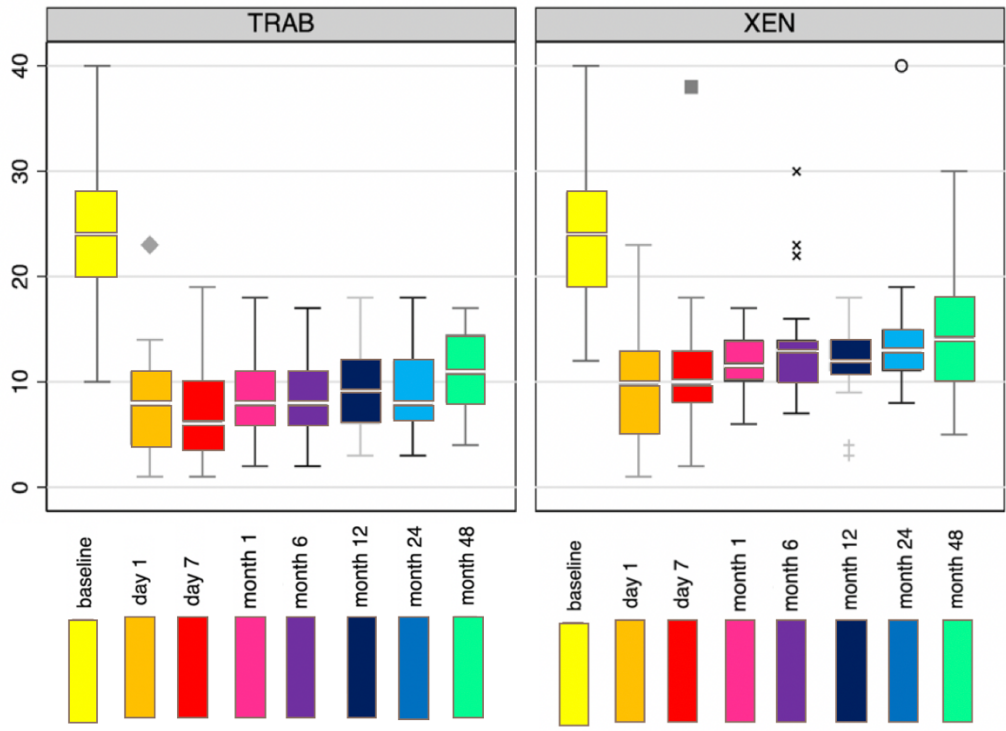 TRAB
XEN
40
30
20
10
0
baseline
day 1
day 7
month 1
month 6
month 12
month 24
month 48
baseline
day 1
day 7
month 1
month 6
month 12
month 24
month 48